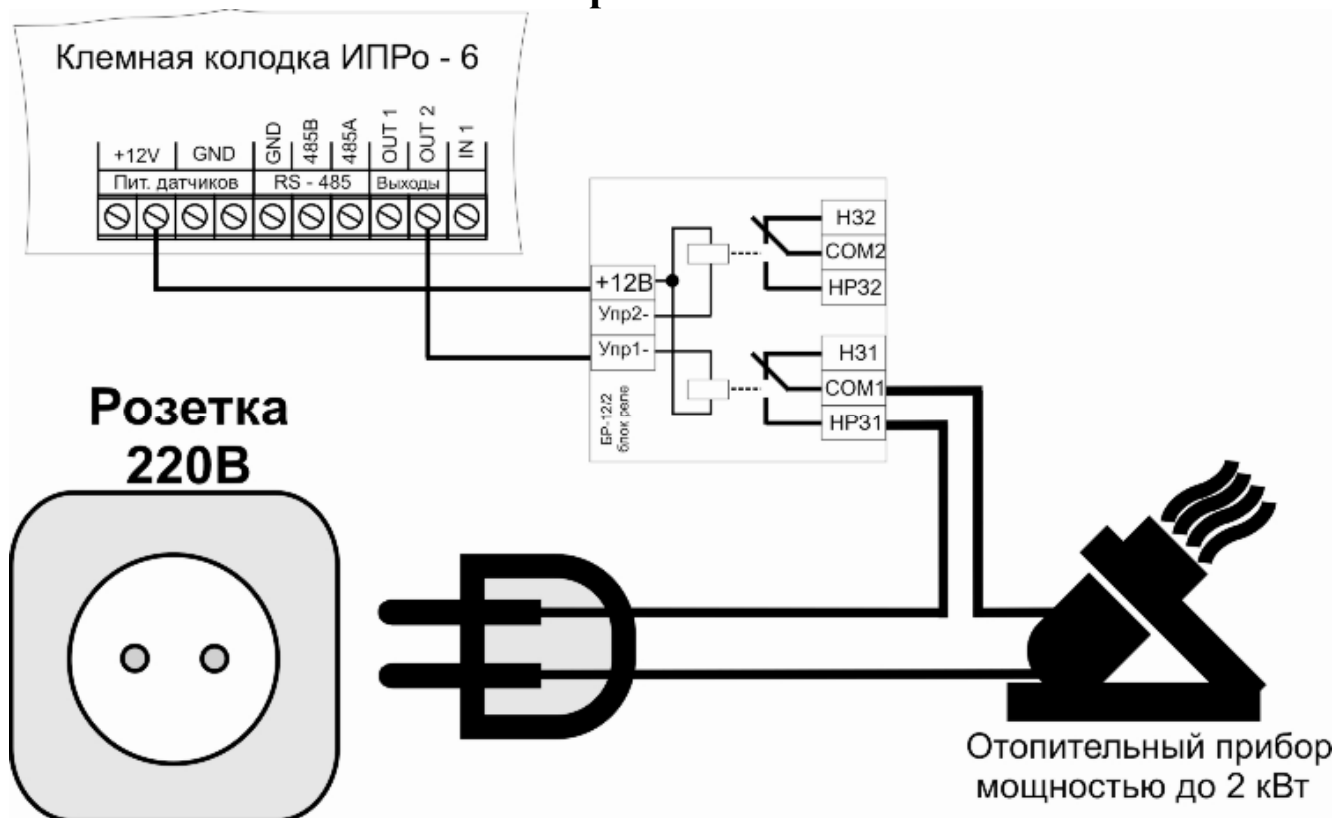 Клемная колодка ИПРо - 6
+12V GND GND 485B 485A OUT 1 OUT 2 IN 1
Пит. датчиков RS - 485 Выходы
НЗ2
COM2
НРЗ2
+12В
Упр2-
Упр1-
НЗ1
COM1
НРЗ1
БР-12/2
блок реле
Розетка
220В
Отопительный прибор
мощностью до 2 кВт